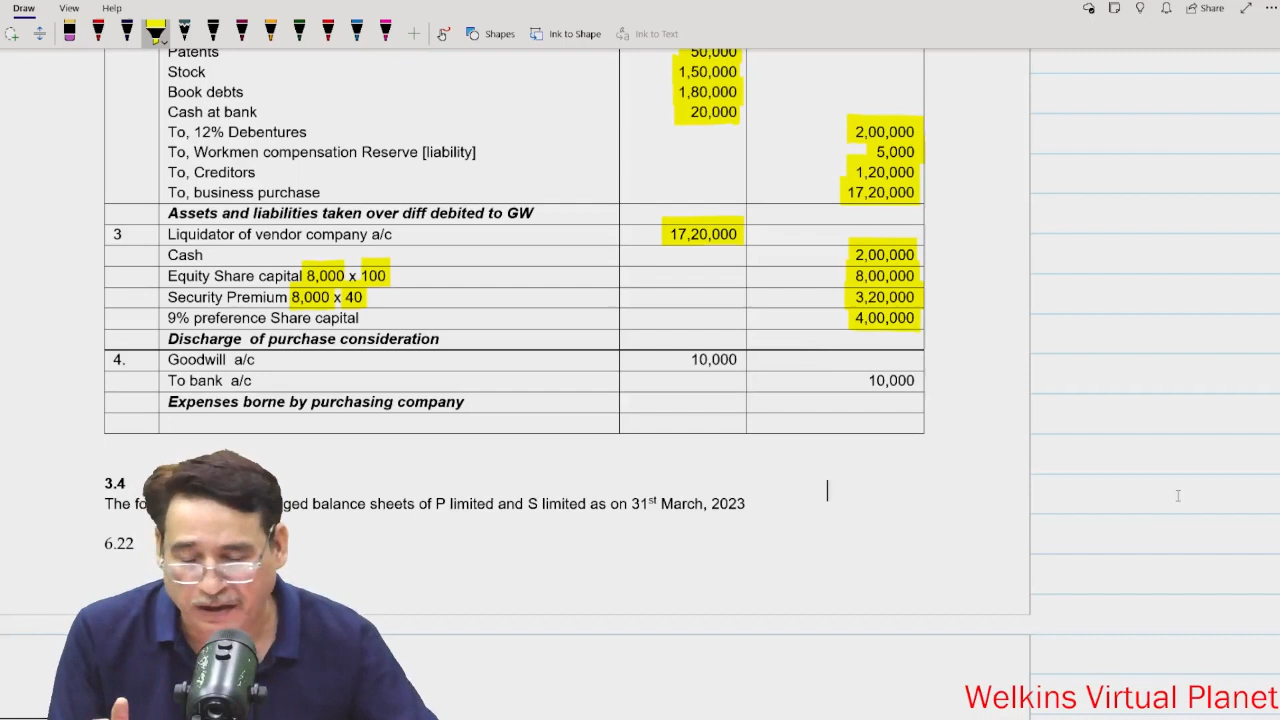 Draw View Help
Shapes Ink to Shape Ink to Text Share
Patents 50,000
Stock 1,50,000
Book debts 1,80,000
Cash at bank 20,000
To, 12% Debentures 2,00,000
To, Workmen compensation Reserve [liability] 5,000
To, Creditors 1,20,000
To, business purchase 17,20,000
Assets and liabilities taken over diff debited to GW
3 Liquidator of vendor company a/c 17,20,000
Cash 2,00,000
Equity Share capital 8,000 x 100 8,00,000
Security Premium 8,000 x 40 3,20,000
9% preference Share capital 4,00,000
Discharge of purchase consideration
4. Goodwill a/c 10,000
To bank a/c 10,000
Expenses borne by purchasing company
3.4
The fo ged balance sheets of P limited and S limited as on 31st March, 2023
6.22
Welkins Virtual Planet